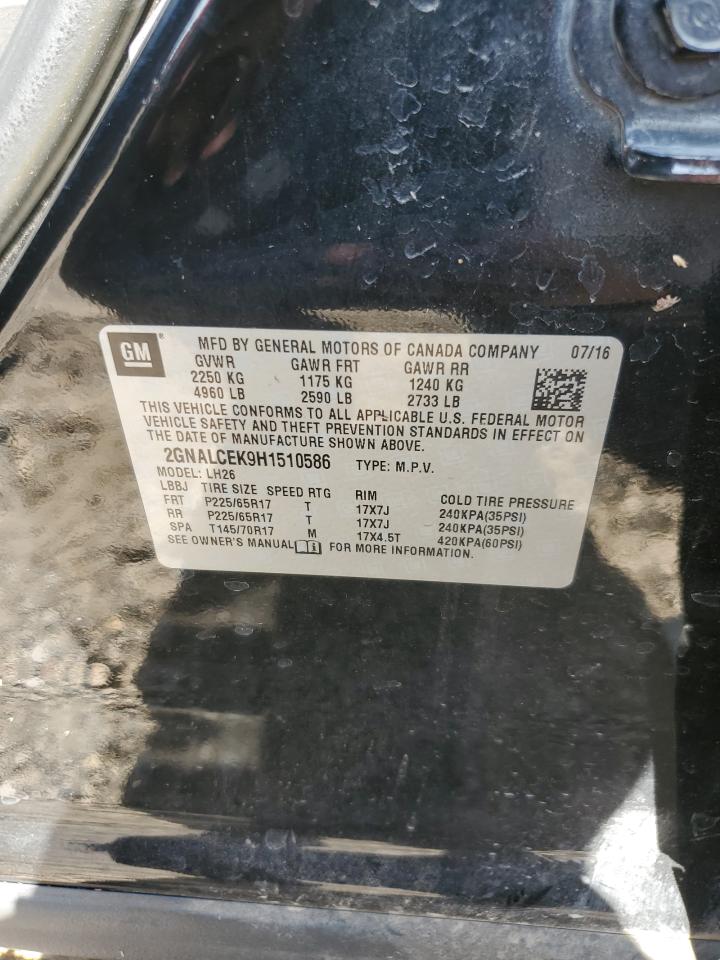 GM ® MFD BY GENERAL MOTORS OF CANADA COMPANY 07/16
GVWR GAWR FRT GAWR RR
2250 KG 1175 KG 1240 KG
4960 LB 2590 LB 2733 LB
THIS VEHICLE CONFORMS TO ALL APPLICABLE U.S. FEDERAL MOTOR
VEHICLE SAFETY AND THEFT PREVENTION STANDARDS IN EFFECT ON
THE DATE OF MANUFACTURE SHOWN ABOVE.
2GNALCEK9H1510586 TYPE: M.P.V.
MODEL: LH26
LBBJ TIRE SIZE SPEED RTG RIM COLD TIRE PRESSURE
FRT P225/65R17 T 17X7J 240KPA(35PSI)
RR P225/65R17 T 17X7J 240KPA(35PSI)
SPA T145/70R17 M 17X4.5T 420KPA(60PSI)
SEE OWNER'S MANUAL FOR MORE INFORMATION.